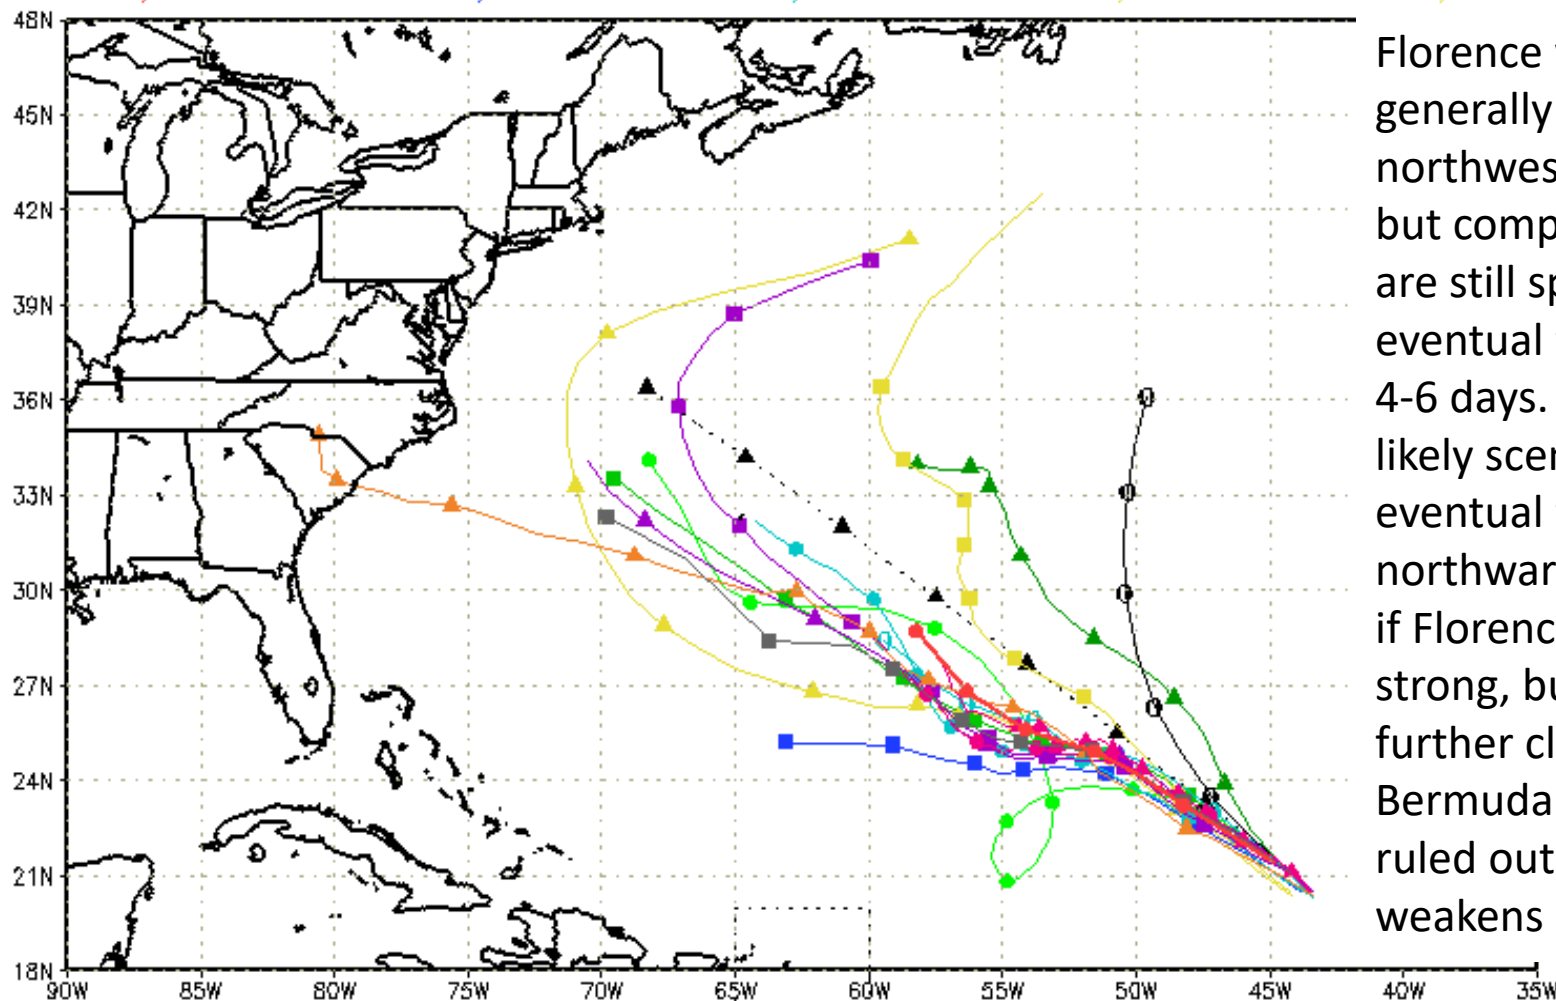 48N
45N
42N
39N
36N
33N
30N
27N
24N
21N
18N
90W 85W 80W 75W 70W 65W 60W 55W 50W 45W 40W 35W
Florence
generally
northwes
but comp
are still sp
eventual
4-6 days.
likely scen
eventual
northwar
if Florenc
strong, bu
further cl
Bermuda
ruled out
weakens